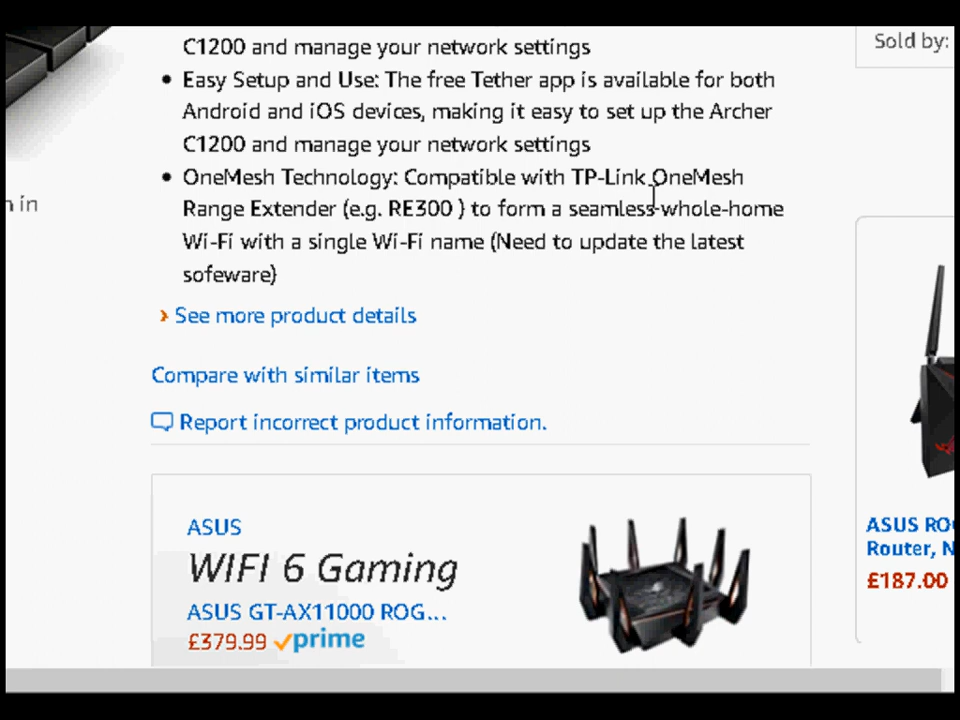 C1200 and manage your network settings
Sold by:
• Easy Setup and Use: The free Tether app is available for both
Android and iOS devices, making it easy to set up the Archer
C1200 and manage your network settings
• OneMesh Technology: Compatible with TP-Link OneMesh
in
Range Extender (e.g. RE300 ) to form a seamless whole-home
Wi-Fi with a single Wi-Fi name (Need to update the latest
sofeware)
› See more product details
Compare with similar items
Report incorrect product information.
ASUS
WIFI 6 Gaming
ASUS GT-AX11000 ROG...
£379.99 prime
ASUS RO
Router, N
£187.00